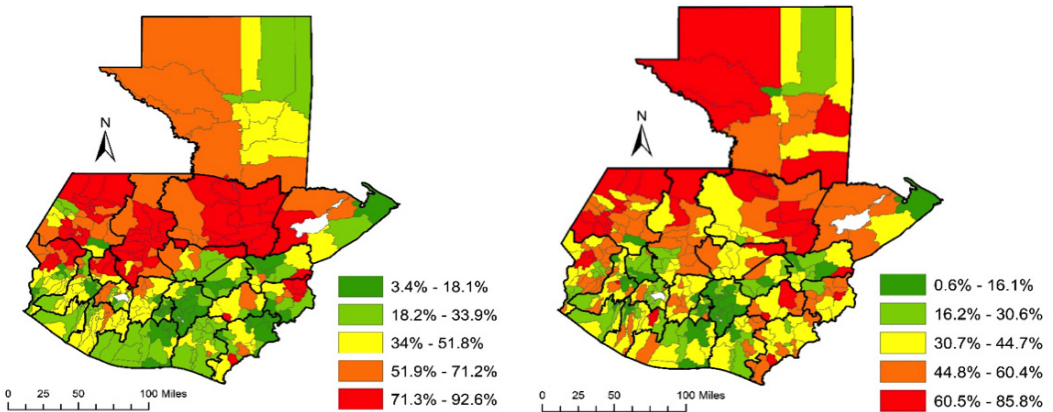 N
3.4% - 18.1%
18.2% - 33.9%
34% - 51.8%
51.9% - 71.2%
71.3% - 92.6%
0 25 50 100 Miles
N
0.6% - 16.1%
16.2% - 30.6%
30.7% - 44.7%
44.8% - 60.4%
60.5% - 85.8%
0 25 50 100 Miles